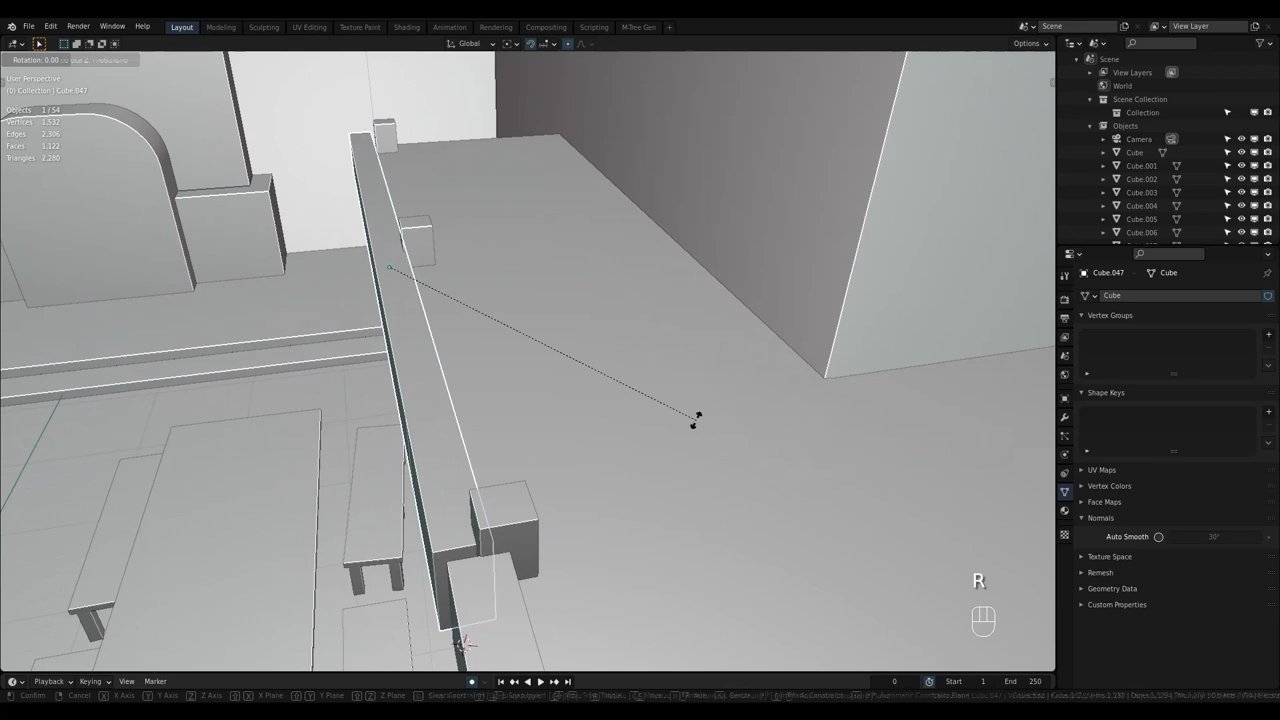 File Edit Render Window Help
Layout Modeling Sculpting UV Editing Texture Paint Shading Animation Rendering Compositing Scripting M-Tree Gen +
Scene
View Layer
Global
Options
Rotation: 0.00
User Perspective
(0) Collection | Cube.047
Objects 1 / 54
Vertices 1,532
Edges 2,306
Faces 1,122
Triangles 2,280
Scene
View Layers
World
Scene Collection
Collection
Objects
Camera
Cube
Cube.001
Cube.002
Cube.003
Cube.004
Cube.005
Cube.006
Cube.047
Cube
Cube
Vertex Groups
Shape Keys
UV Maps
Vertex Colors
Face Maps
Normals
Auto Smooth 30°
Texture Space
Remesh
Geometry Data
Custom Properties
R
Playback Keying View Marker
0 Start 1 End 250
Confirm X X Axis Y Y Axis Z Z Axis X X Plane Y Y Plane Z Z Plane